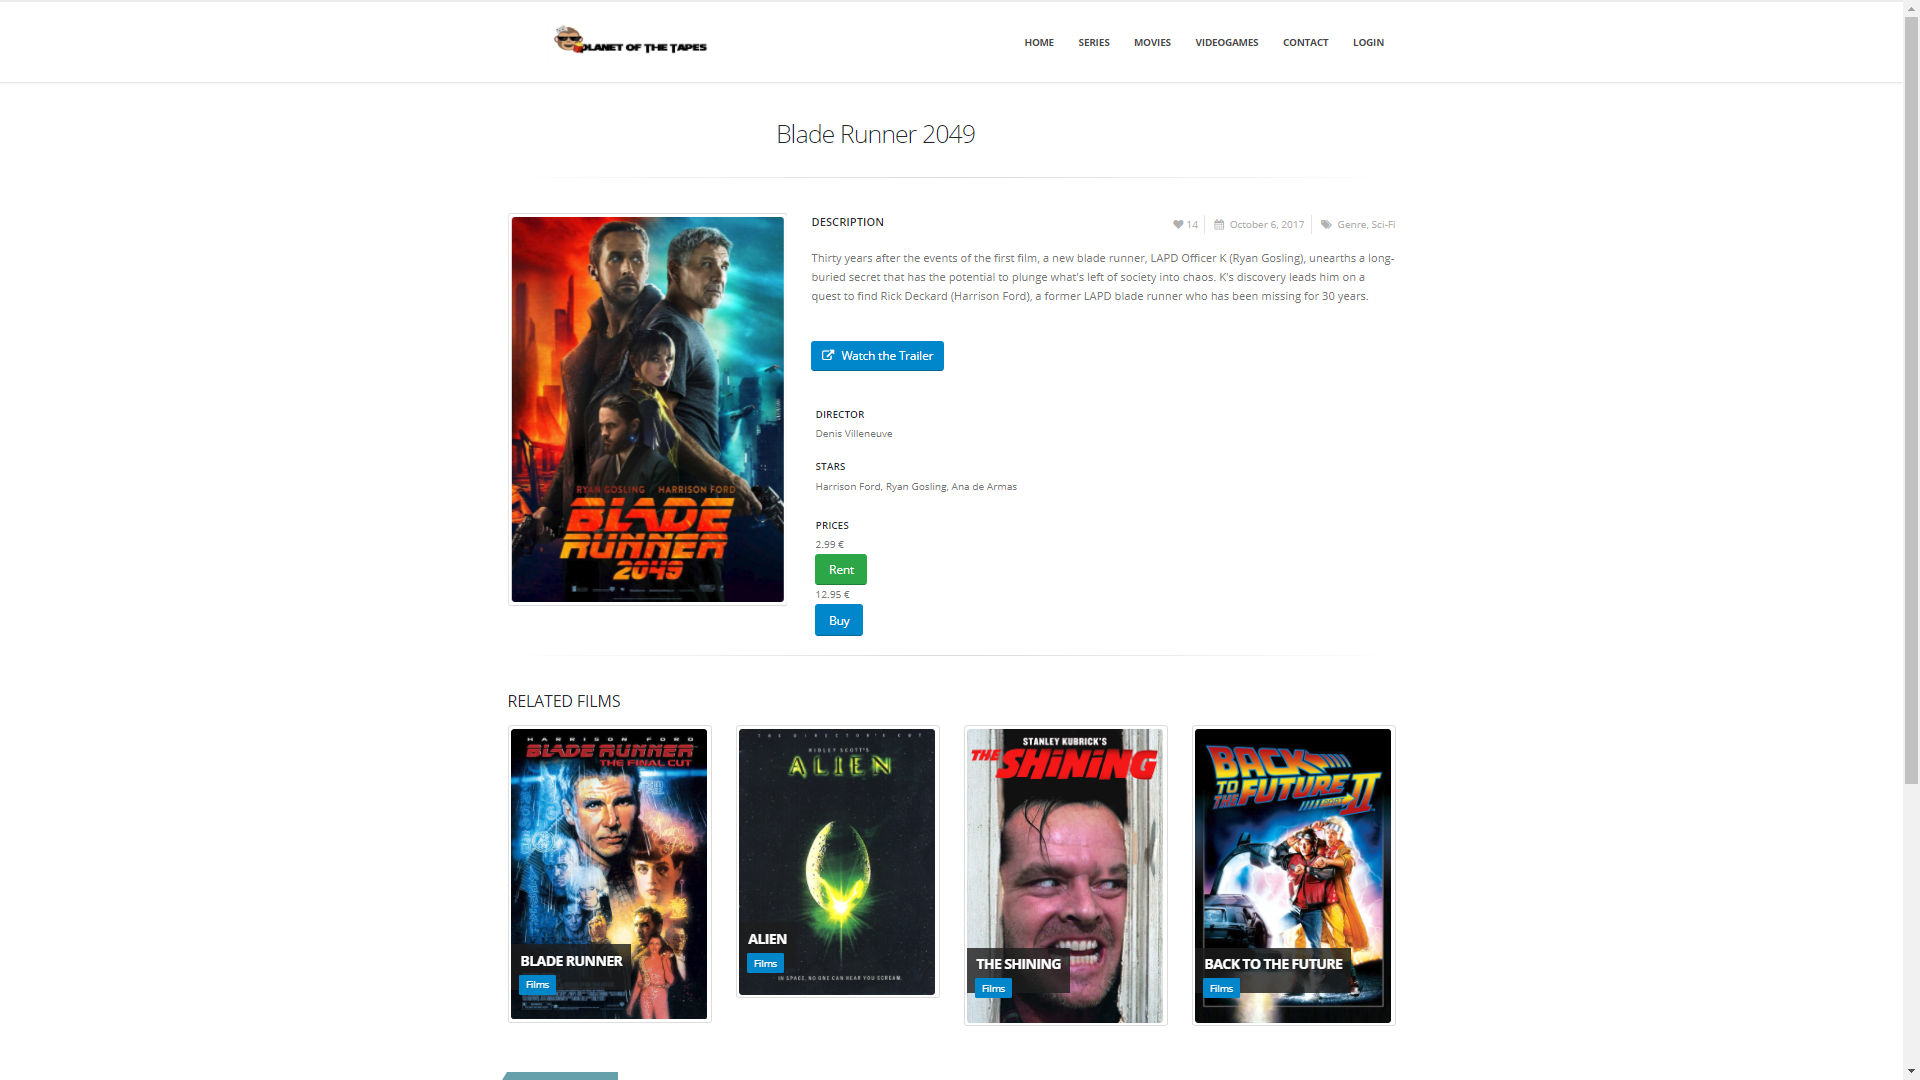 PLANET OF THE TAPES
HOME
SERIES
MOVIES
VIDEOGAMES
CONTACT
LOGIN
Blade Runner 2049
DESCRIPTION
14
October 6, 2017
Genre, Sci-Fi
Thirty years after the events of the first film, a new blade runner, LAPD Officer K (Ryan Gosling), unearths a long-
buried secret that has the potential to plunge what's left of society into chaos. K's discovery leads him on a
quest to find Rick Deckard (Harrison Ford), a former LAPD blade runner who has been missing for 30 years.
Watch the Trailer
RYAN GOSLING / HARRISON FORD
BLADE
RUNNER
2049
DIRECTOR
Denis Villeneuve
STARS
Harrison Ford, Ryan Gosling, Ana de Armas
PRICES
2.99 €
Rent
12.95 €
Buy
RELATED FILMS
HARRISON FORD
BLADE RUNNER
THE FINAL CUT
BLADE RUNNER
Films
THE DIRECTOR'S CUT
RIDLEY SCOTT'S
ALIEN
ALIEN
Films
IN SPACE, NO ONE CAN HEAR YOU SCREAM.
STANLEY KUBRICK'S
THE SHiNiNG
THE SHINING
Films
BACK
TO
THE FUTURE
PART II
BACK TO THE FUTURE
Films